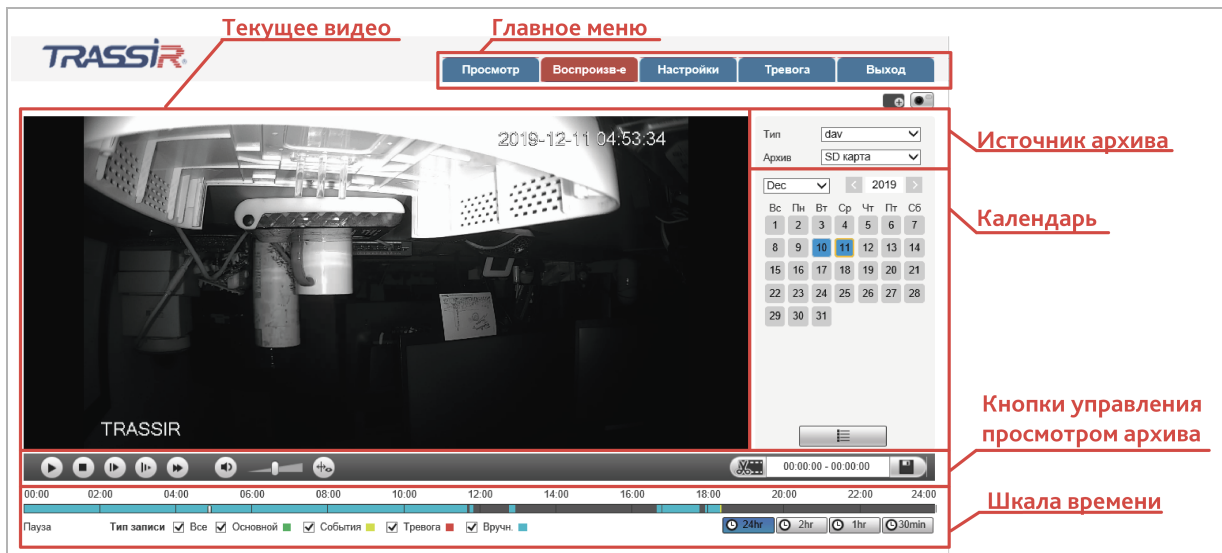 Текущее видео
Главное меню
TRASSIR
Просмотр Воспроизв-е Настройки Тревога Выход
2019-12-11 04:53:34
Тип dav
Архив SD карта
Источник архива
Dec 2019
Вс Пн Вт Ср Чт Пт Сб
1 2 3 4 5 6 7
8 9 10 11 12 13 14
15 16 17 18 19 20 21
22 23 24 25 26 27 28
29 30 31
Календарь
TRASSIR
Кнопки управления
просмотром архива
00:00:00 - 00:00:00
00:00 02:00 04:00 06:00 08:00 10:00 12:00 14:00 16:00 18:00 20:00 22:00 24:00
Шкала времени
Пауза Тип записи Все Основной События Тревога Вручн. 24hr 2hr 1hr 30min